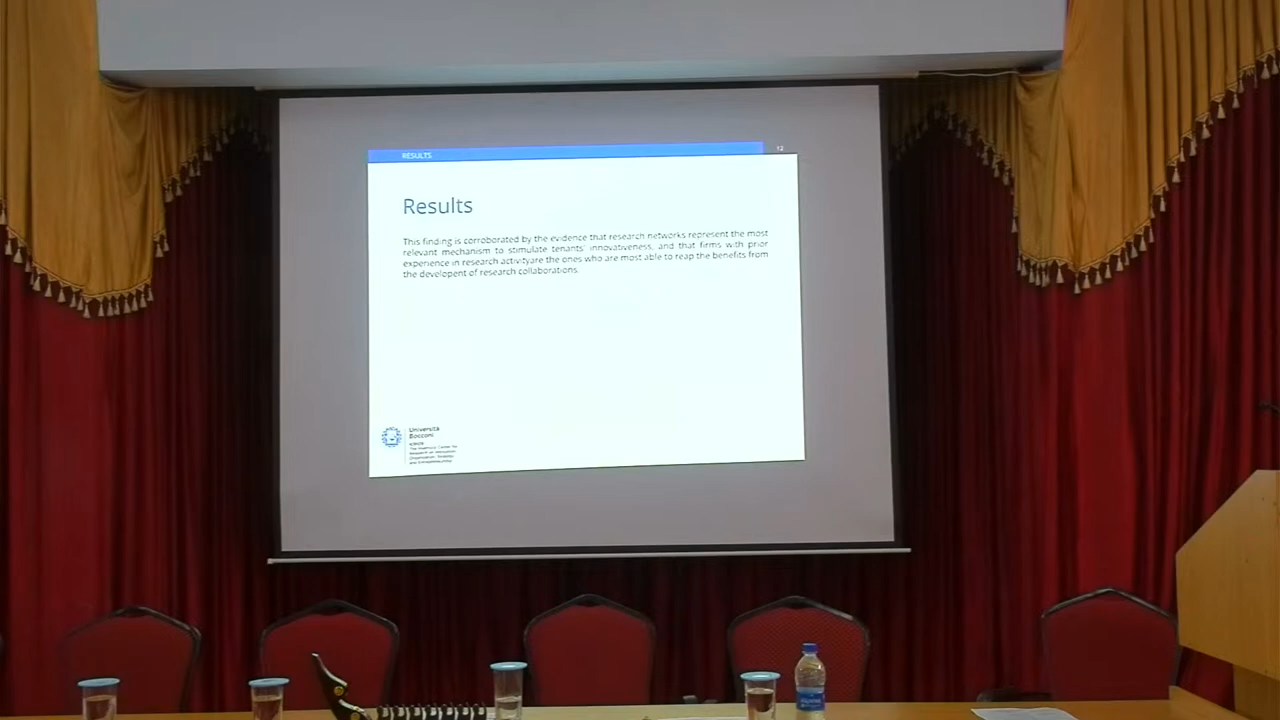 RESULTS
12
Results
This finding is corroborated by the evidence that research networks represent the most
relevant mechanism to stimulate tenants' innovativeness, and that firms with prior
experience in research activityare the ones who are most able to reap the benefits from
the developent of research collaborations.
Università
Bocconi